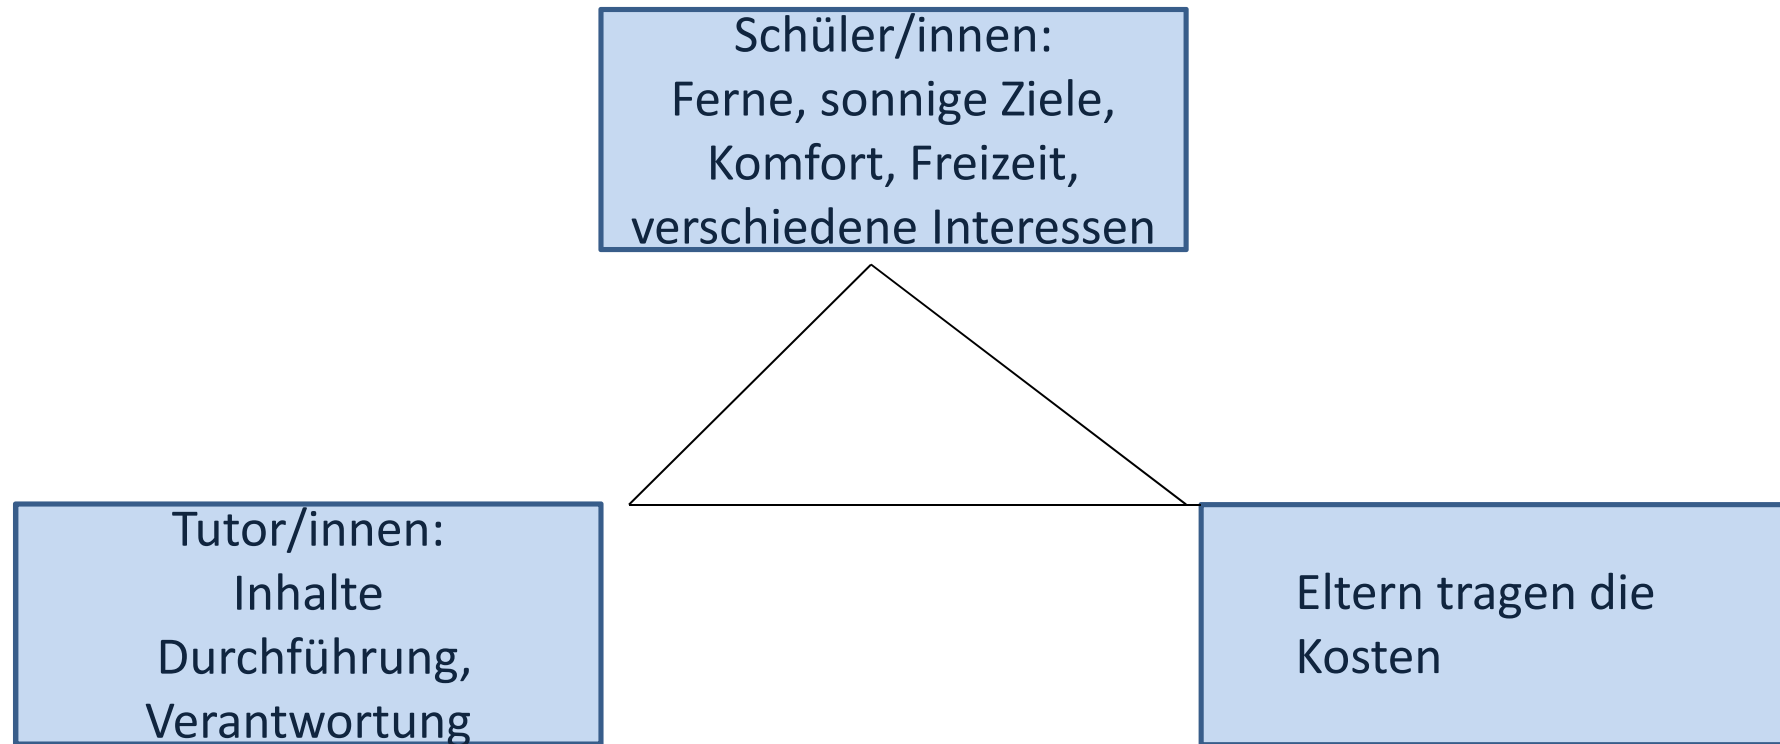 Schüler/innen:
Ferne, sonnige Ziele,
Komfort, Freizeit,
verschiedene Interessen
Tutor/innen:
Inhalte
Durchführung,
Verantwortung
Eltern tragen die
Kosten